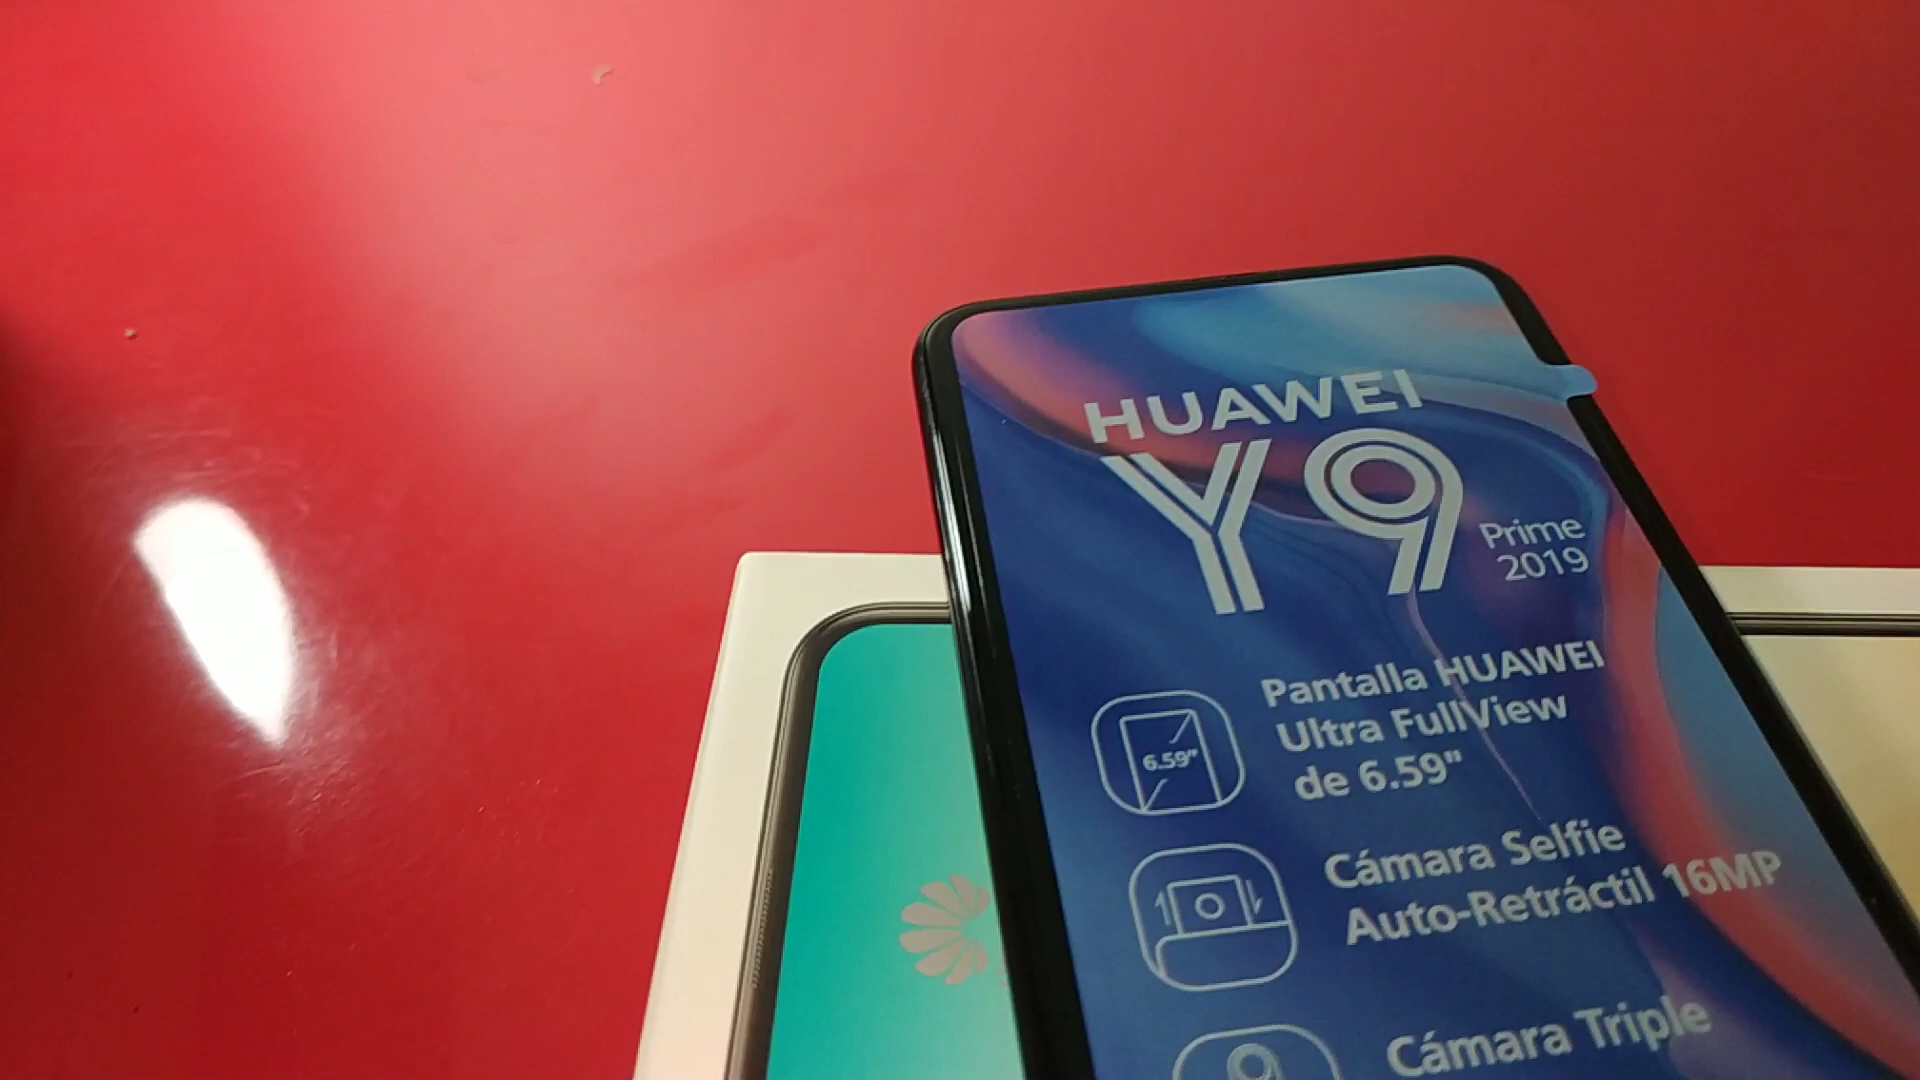 HUAWEI
Y9
Prime
2019
Pantalla HUAWEI
Ultra FullView
de 6.59"
6.59"
Cámara Selfie
Auto-Retráctil 16MP
Cámara Triple